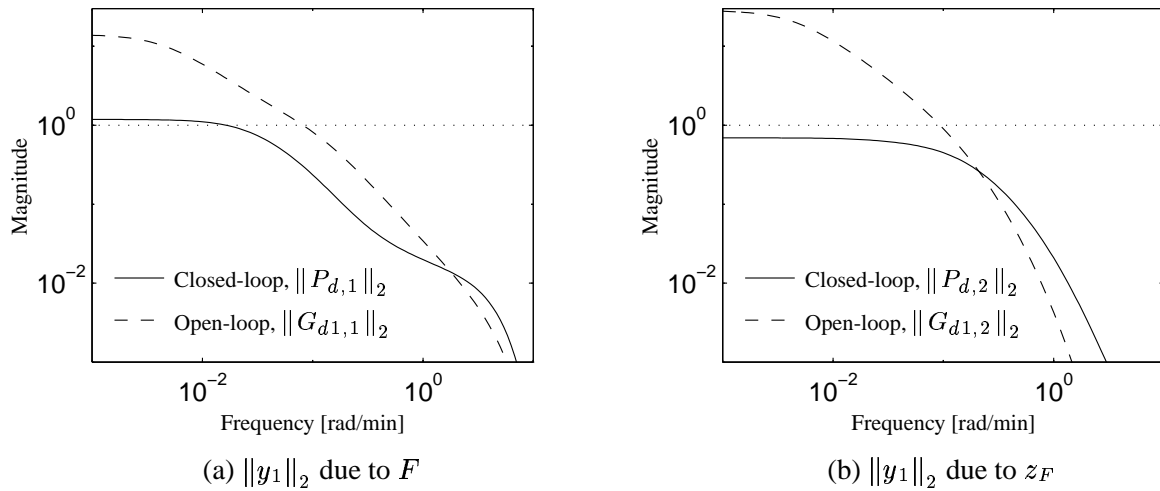 10^0
10^-2
Magnitude
Closed-loop, ||P_{d,1}||_2
Open-loop, ||G_{d1,1}||_2
10^-2
10^0
Frequency [rad/min]
(a) ||y_1||_2 due to F
10^0
10^-2
Magnitude
Closed-loop, ||P_{d,2}||_2
Open-loop, ||G_{d1,2}||_2
10^-2
10^0
Frequency [rad/min]
(b) ||y_1||_2 due to z_F